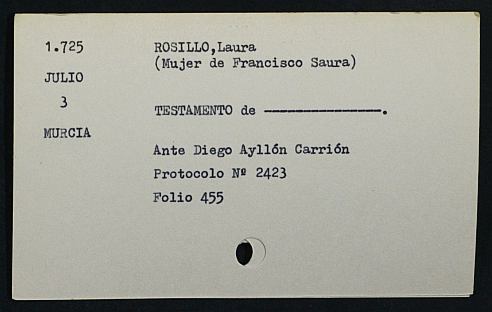 1.725
JULIO
3
MURCIA
ROSILLO,Laura
(Mujer de Francisco Saura)
TESTAMENTO de ---------------.
Ante Diego Ayllón Carrión
Protocolo Nº 2423
Folio 455